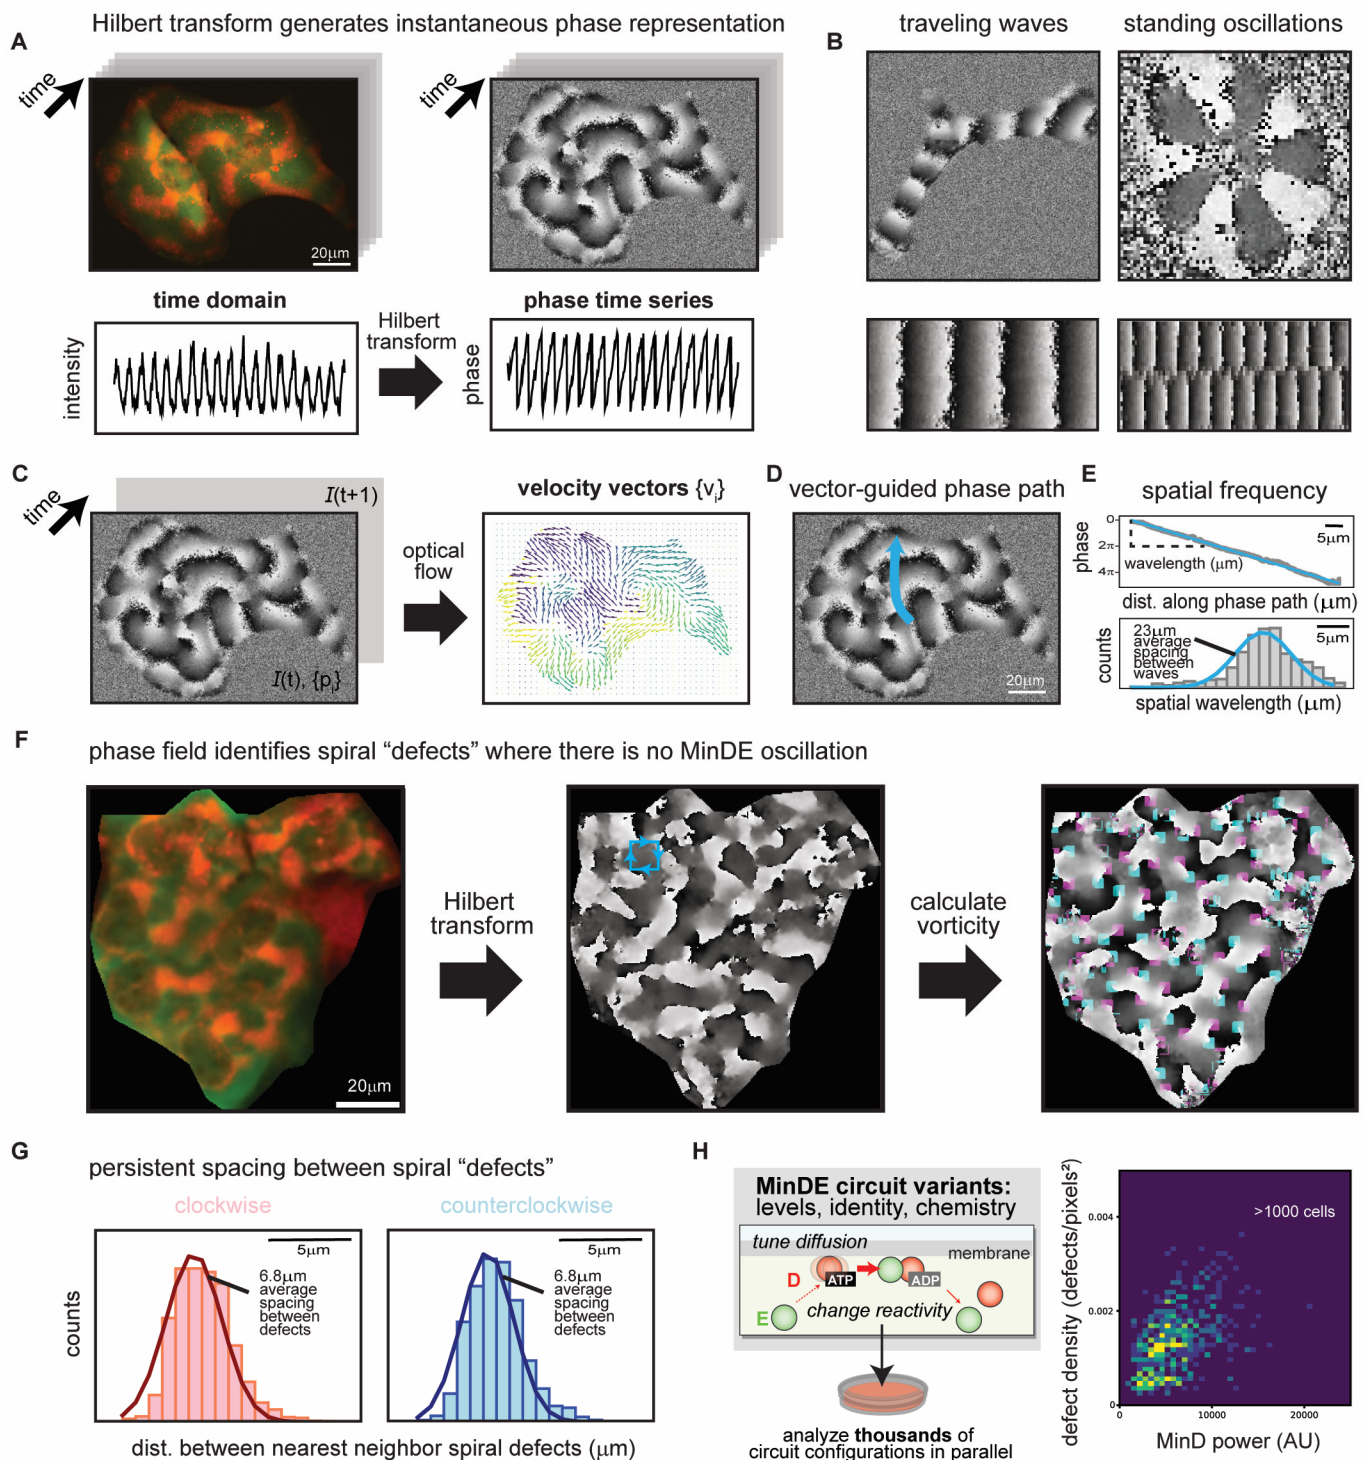 Hilbert transform generates instantaneous phase representation
traveling waves
standing oscillations
A
time
20μm
time
B
time domain
intensity
Hilbert
transform
phase time series
phase
C
time
I(t+1)
I(t), {pᵢ}
optical
flow
velocity vectors {vᵢ}
D
vector-guided phase path
20μm
E
spatial frequency
phase
0
2π
4π
5μm
wavelength (μm)
dist. along phase path (μm)
counts
23μm
average
spacing
between
waves
5μm
spatial wavelength (μm)
F
phase field identifies spiral “defects” where there is no MinDE oscillation
20μm
Hilbert
transform
calculate
vorticity
G
persistent spacing between spiral “defects”
clockwise
counterclockwise
counts
5μm
6.8μm
average
spacing
between
defects
5μm
6.8μm
average
spacing
between
defects
dist. between nearest neighbor spiral defects (μm)
H
MinDE circuit variants:
levels, identity, chemistry
tune diffusion
membrane
D
ATP
ADP
E
change reactivity
analyze thousands of
circuit configurations in parallel
defect density (defects/pixels²)
0.004
0.002
0
>1000 cells
0
10000
20000
MinD power (AU)